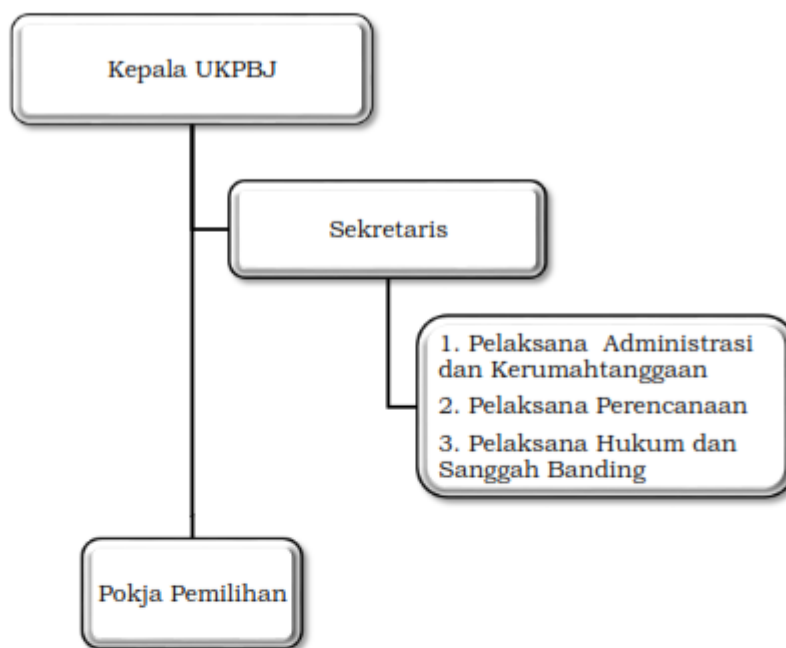 Kepala UKPBJ
Sekretaris
1. Pelaksana Administrasi
dan Kerumahtanggaan
2. Pelaksana Perencanaan
3. Pelaksana Hukum dan
Sanggah Banding
Pokja Pemilihan